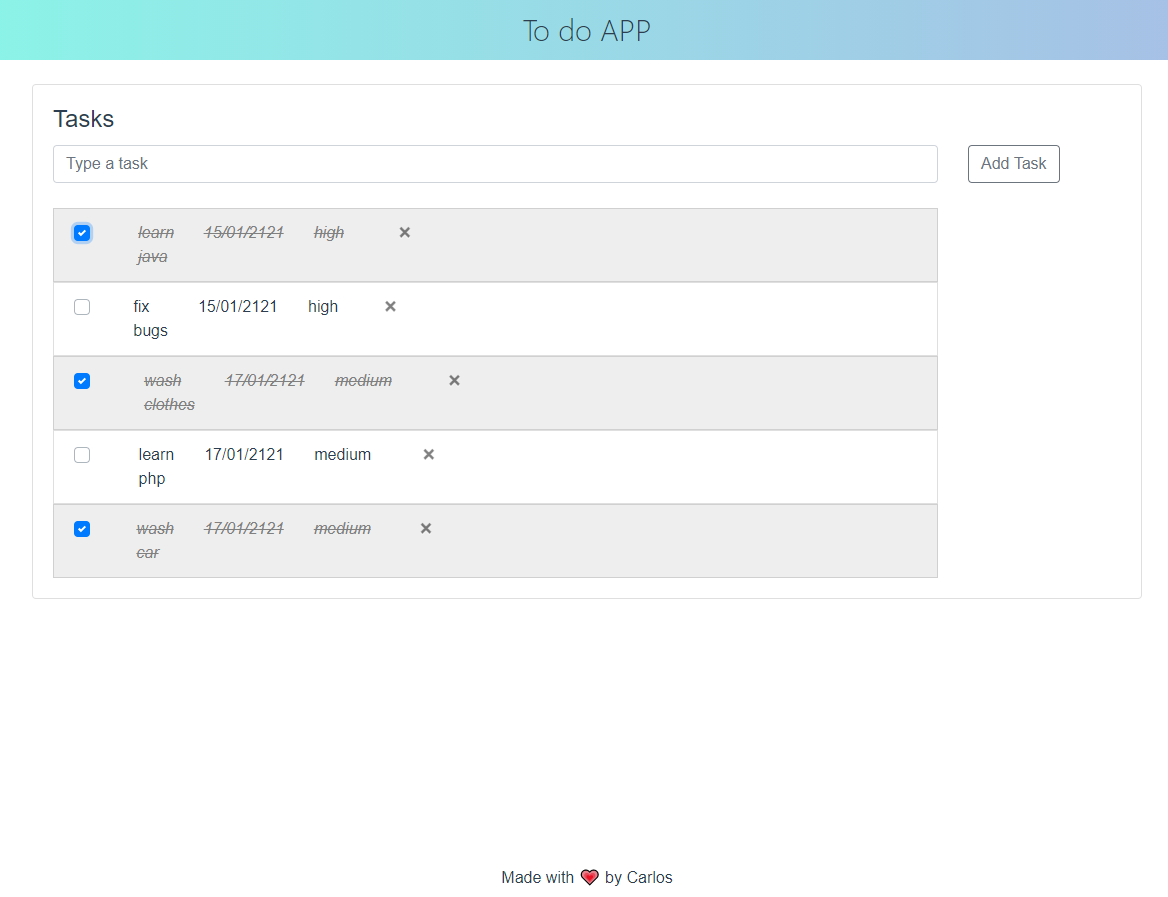 To do APP
Tasks
Type a task
Add Task
learn 15/01/2121 high ×
java
fix 15/01/2121 high ×
bugs
wash 17/01/2121 medium ×
clothes
learn 17/01/2121 medium ×
php
wash 17/01/2121 medium ×
car
Made with ❤ by Carlos